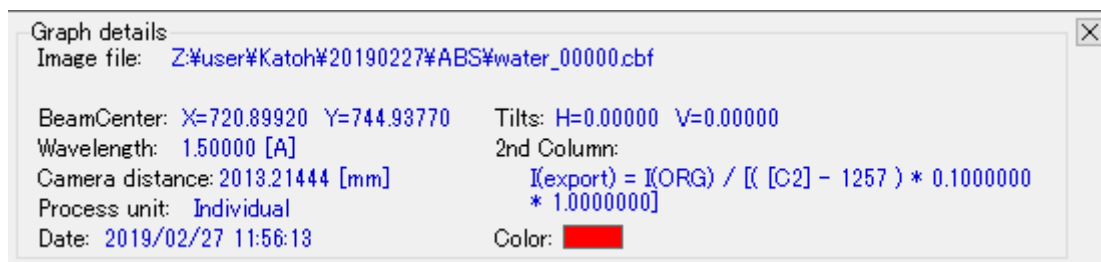 Graph details
Image file: Z:¥user¥Katoh¥20190227¥ABS¥water_00000.cbf
BeamCenter: X=720.89920 Y=744.93770
Tilts: H=0.00000 V=0.00000
Wavelength: 1.50000 [A]
2nd Column:
Camera distance: 2013.21444 [mm]
I(export) = I(ORG) / [( [C2] - 1257 ) * 0.1000000
* 1.0000000]
Process unit: Individual
Date: 2019/02/27 11:56:13
Color: